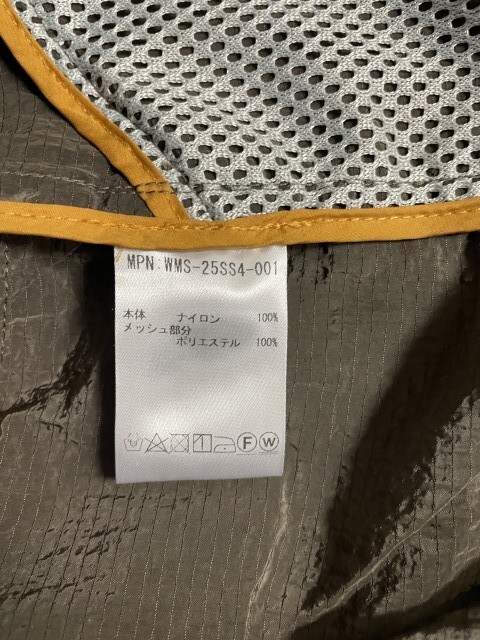 MPN:WMS-25SS4-001
本体 ナイロン 100%
メッシュ部分
ポリエステル 100%
F W